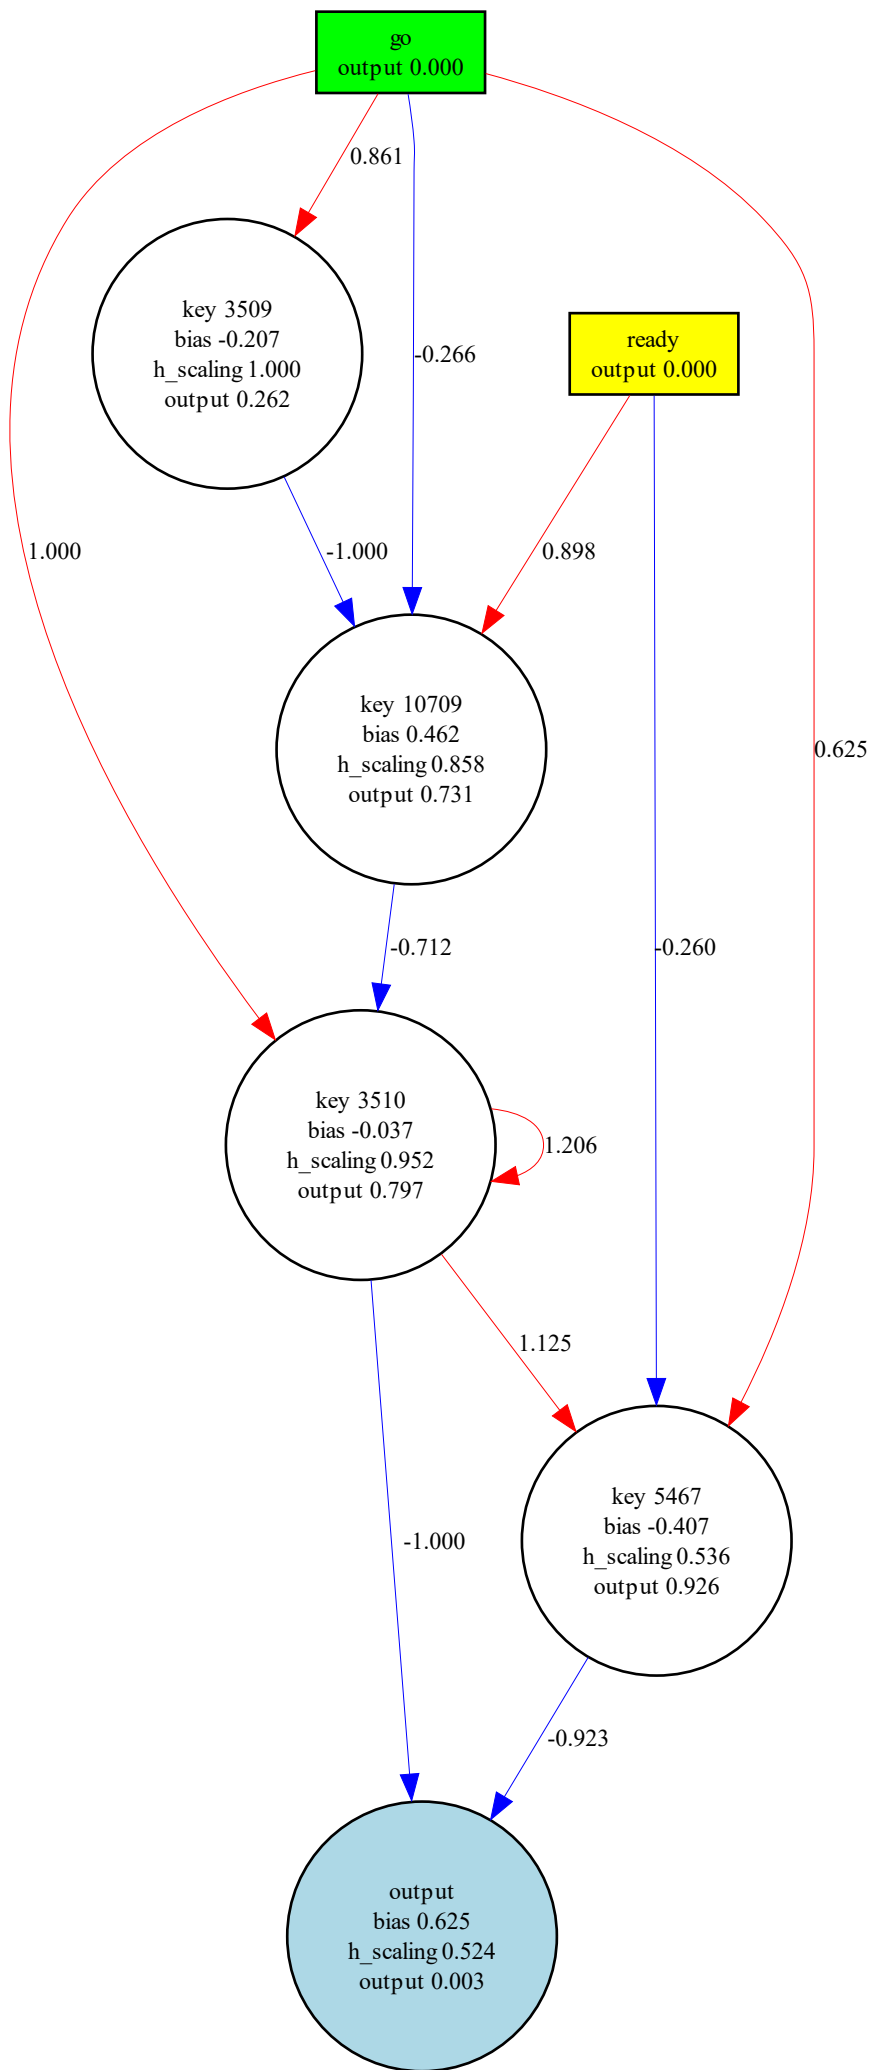 go
output 0.000
0.861
key 3509
bias -0.207
h_scaling 1.000
output 0.262
-0.266
ready
output 0.000
1.000
-1.000
0.898
key 10709
bias 0.462
h_scaling 0.858
output 0.731
0.625
-0.712
-0.260
key 3510
bias -0.037
h_scaling 0.952
output 0.797
1.206
1.125
key 5467
bias -0.407
h_scaling 0.536
output 0.926
-1.000
-0.923
output
bias 0.625
h_scaling 0.524
output 0.003